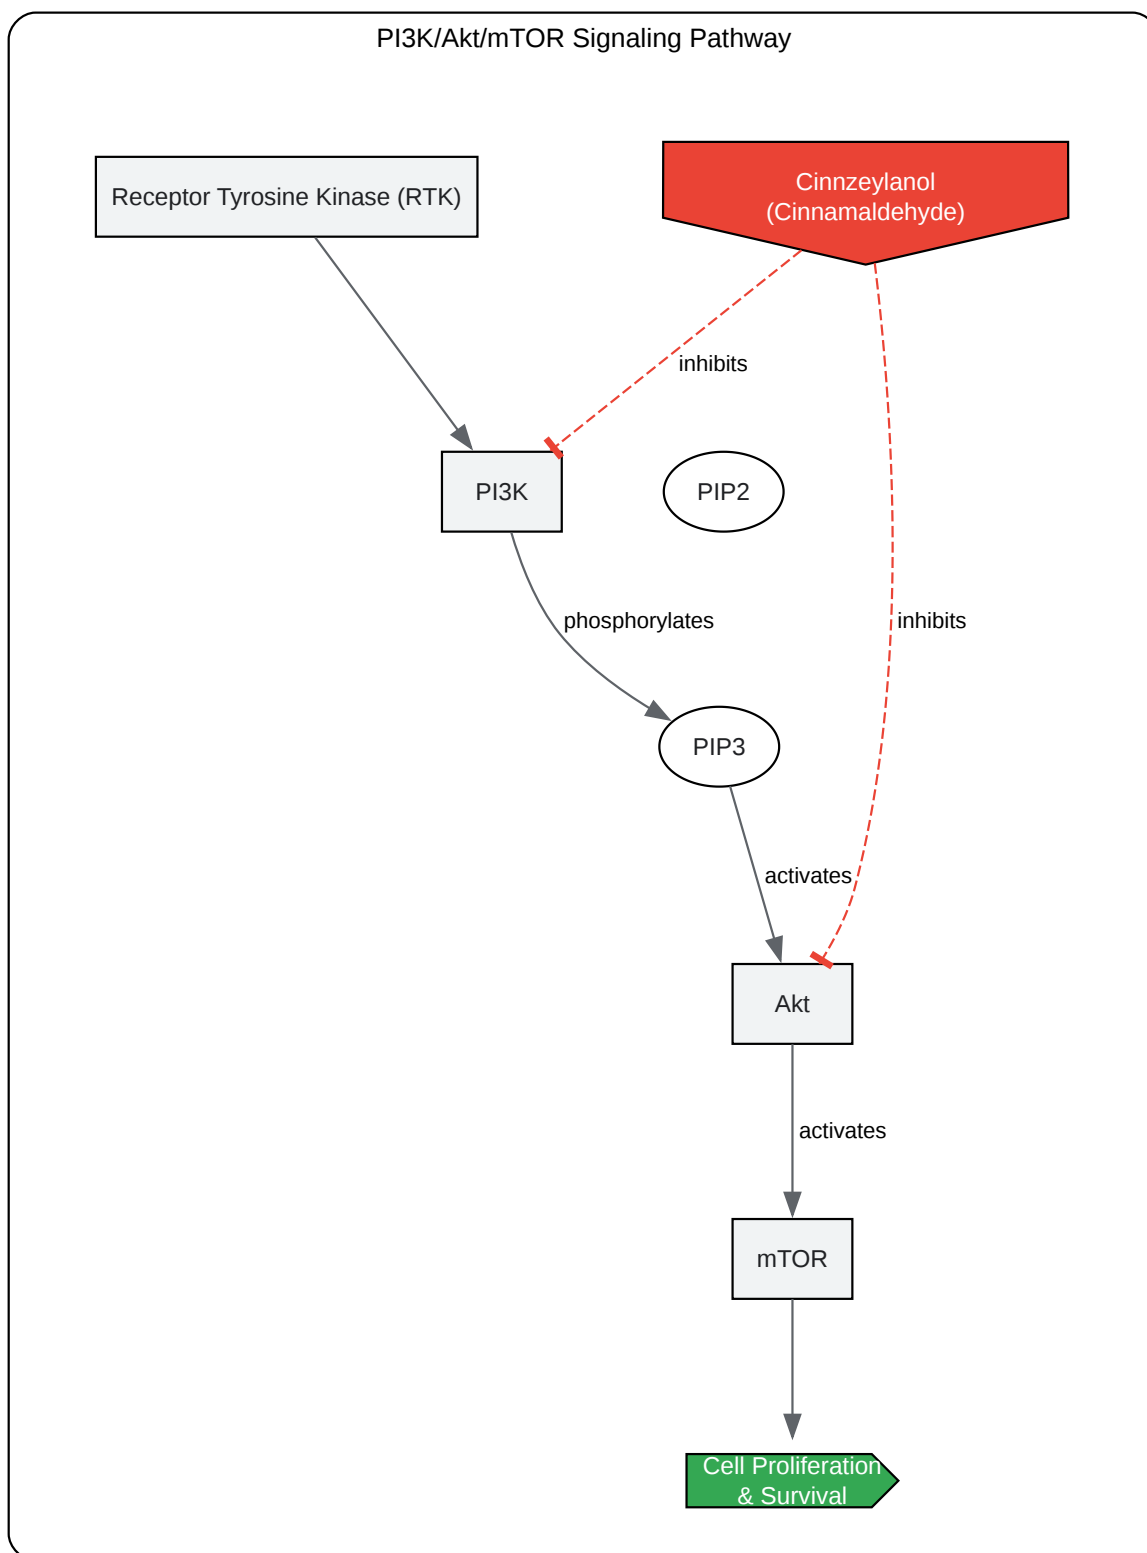 PI3K/Akt/mTOR Signaling Pathway
Receptor Tyrosine Kinase (RTK)
Cinnzeylanol
(Cinnamaldehyde)
inhibits
PI3K
PIP2
phosphorylates
inhibits
PIP3
activates
Akt
activates
mTOR
Cell Proliferation
& Survival